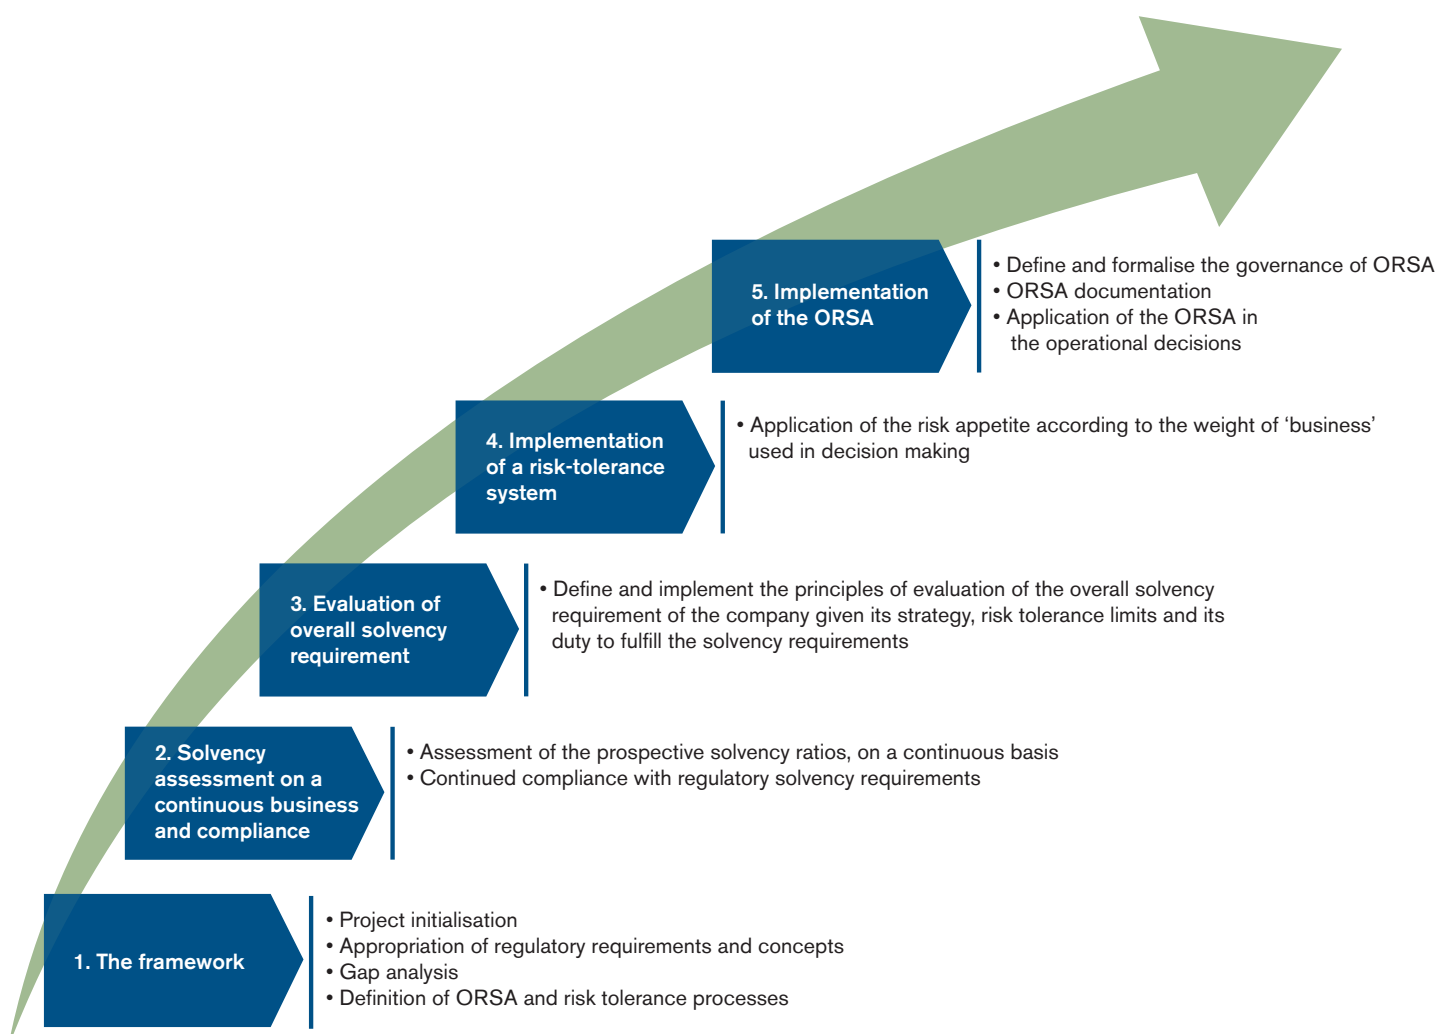 5. Implementation
of the ORSA
• Define and formalise the governance of ORSA
• ORSA documentation
• Application of the ORSA in
the operational decisions
4. Implementation
of a risk-tolerance
system
• Application of the risk appetite according to the weight of ‘business’
used in decision making
3. Evaluation of
overall solvency
requirement
• Define and implement the principles of evaluation of the overall solvency
requirement of the company given its strategy, risk tolerance limits and its
duty to fulfill the solvency requirements
2. Solvency
assessment on a
continuous business
and compliance
• Assessment of the prospective solvency ratios, on a continuous basis
• Continued compliance with regulatory solvency requirements
1. The framework
• Project initialisation
• Appropriation of regulatory requirements and concepts
• Gap analysis
• Definition of ORSA and risk tolerance processes